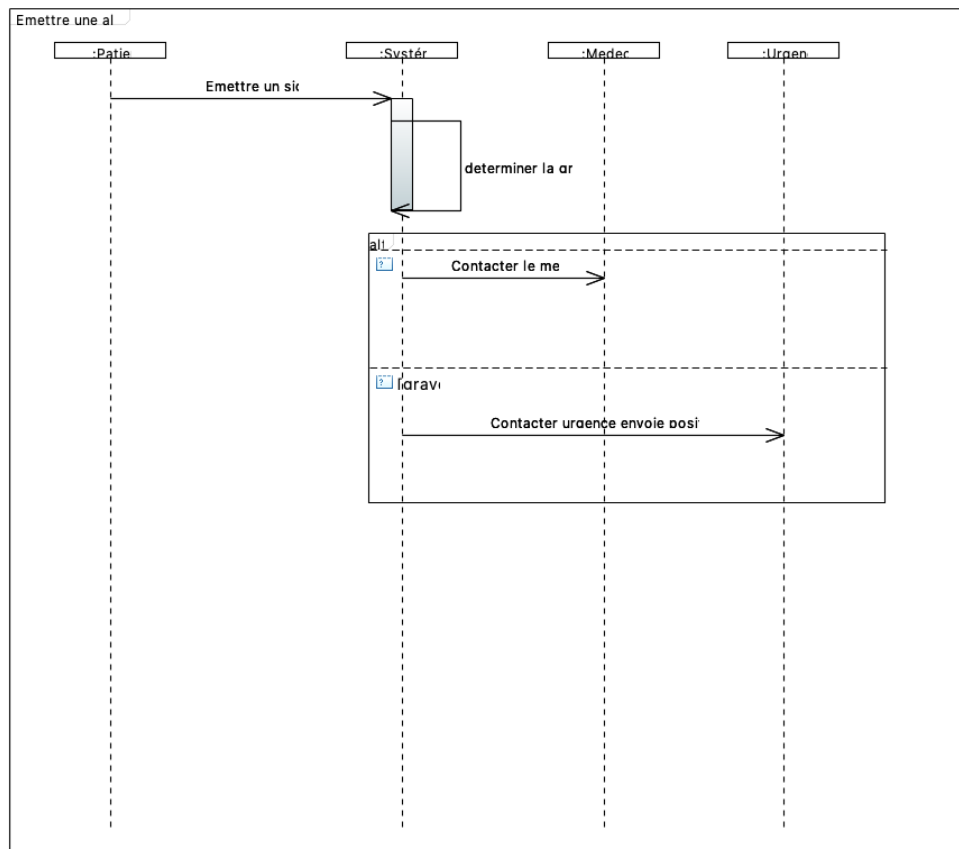 Emettre une al
:Patie
:Systér
:Medec
:Urgen
Emettre un sig
determiner la gr
alt
Contacter le me
[grave
Contacter urgence envoie posi